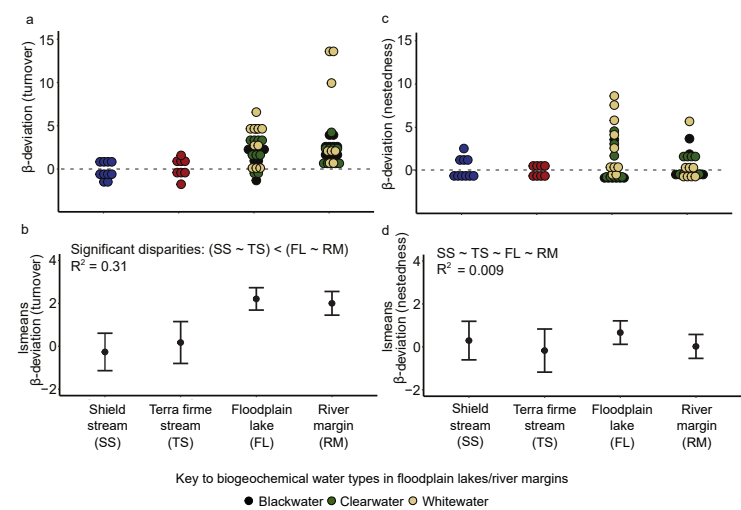 a
β-deviation (turnover)
15
10
5
0
c
β-deviation (nestedness)
15
10
5
0
b
Significant disparities: (SS ~ TS) < (FL ~ RM)
R² = 0.31
lsmeans
β-deviation (turnover)
4
2
0
−2
Shield stream (SS)
Terra firme stream (TS)
Floodplain lake (FL)
River margin (RM)
d
SS ~ TS ~ FL ~ RM
R² = 0.009
lsmeans
β-deviation (nestedness)
4
2
0
−2
Shield stream (SS)
Terra firme stream (TS)
Floodplain lake (FL)
River margin (RM)
Key to biogeochemical water types in floodplain lakes/river margins
Blackwater Clearwater Whitewater